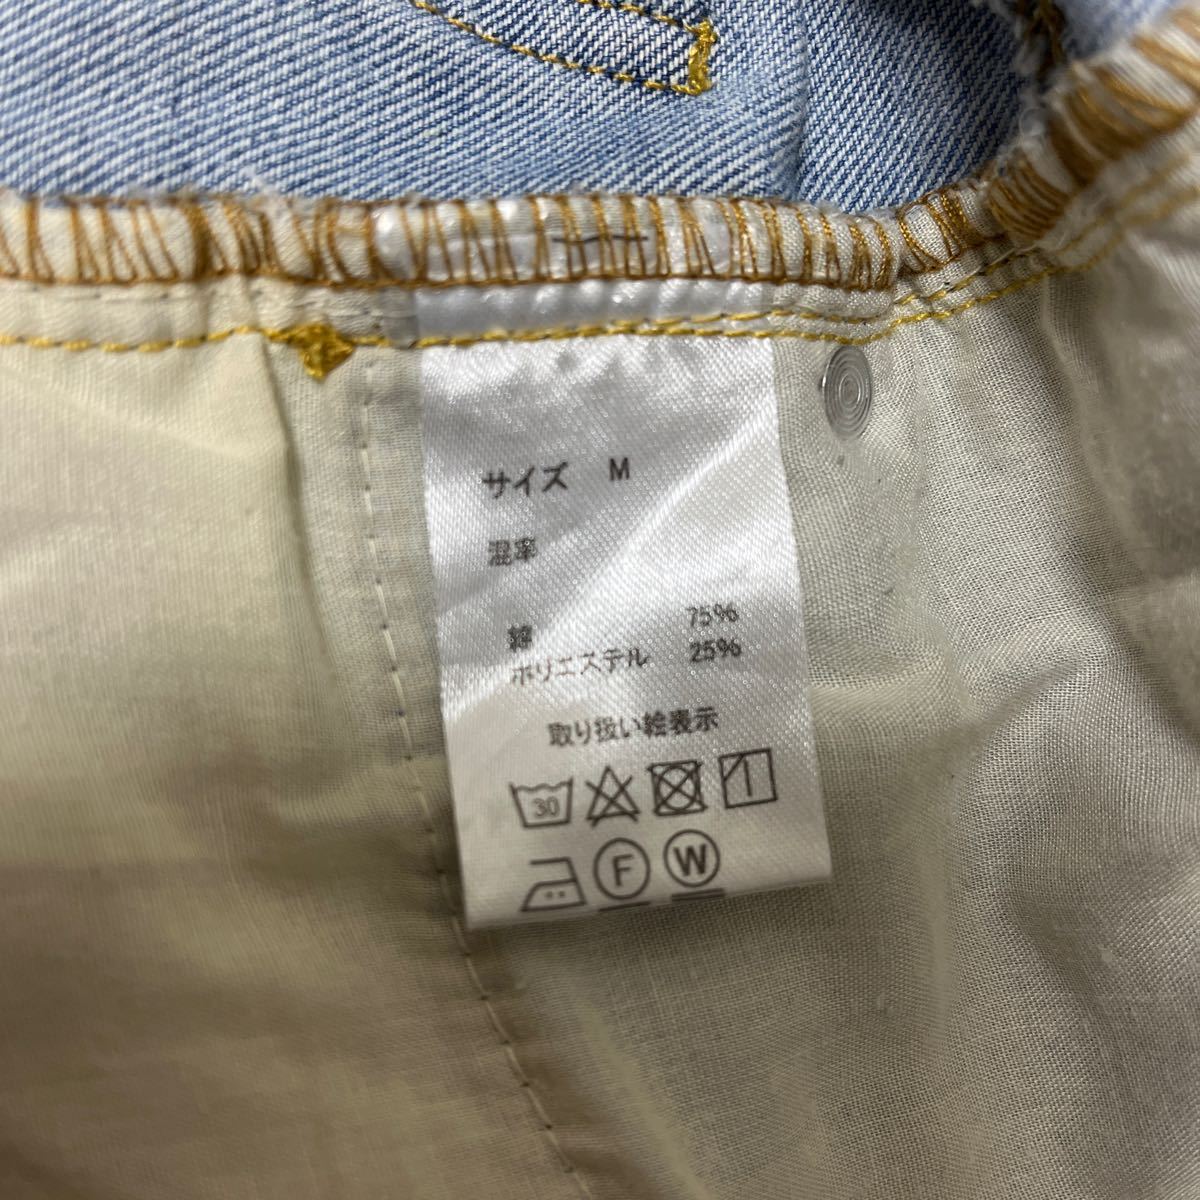 サイズ M
混率
綿 75%
ポリエステル 25%
取り扱い絵表示
30
F W